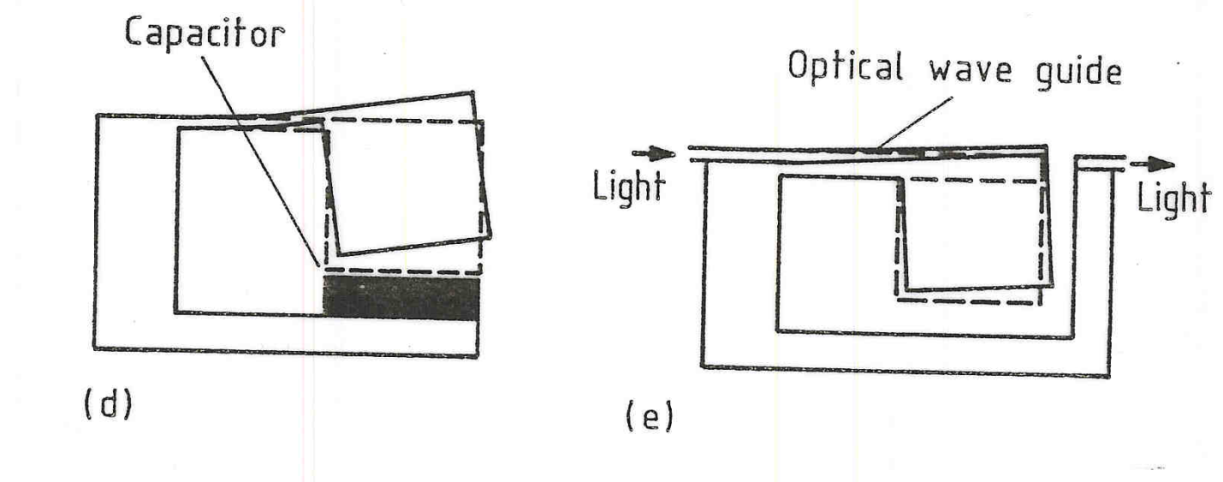 Capacitor
Optical wave guide
Light
Light
(d)
(e)